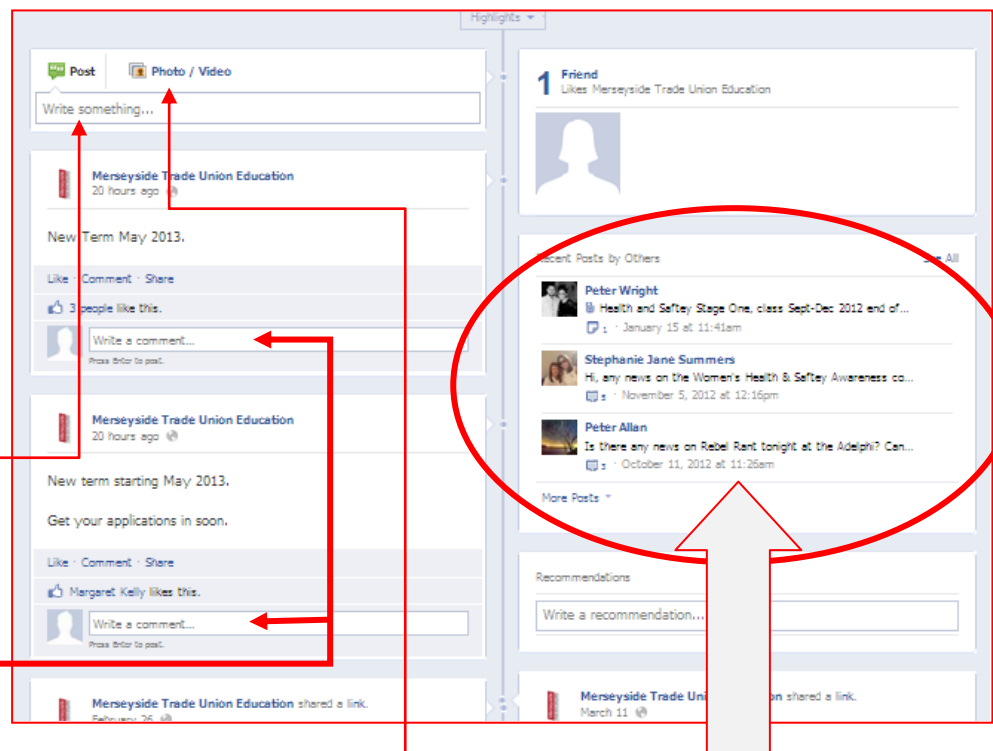 Highlights
Post
Photo / Video
Write something...
Merseyside Trade Union Education
20 hours ago
New Term May 2013.
Like · Comment · Share
3 people like this.
Write a comment...
Press Enter to post.
Merseyside Trade Union Education
20 hours ago
New term starting May 2013.
Get your applications in soon.
Like · Comment · Share
Margaret Kelly likes this.
Write a comment...
Press Enter to post.
Merseyside Trade Union Education shared a link.
February 26
1 Friend
Likes Merseyside Trade Union Education
Recent Posts by Others
See All
Peter Wright
Health and Saftey Stage One, class Sept-Dec 2012 end of...
1 · January 15 at 11:41am
Stephanie Jane Summers
Hi, any news on the Women's Health & Saftey Awareness co...
5 · November 5, 2012 at 12:16pm
Peter Allan
Is there any news on Rebel Rant tonight at the Adelphi? Can...
· October 11, 2012 at 11:26am
More Posts
Recommendations
Write a recommendation...
Merseyside Trade Uni on shared a link.
March 11